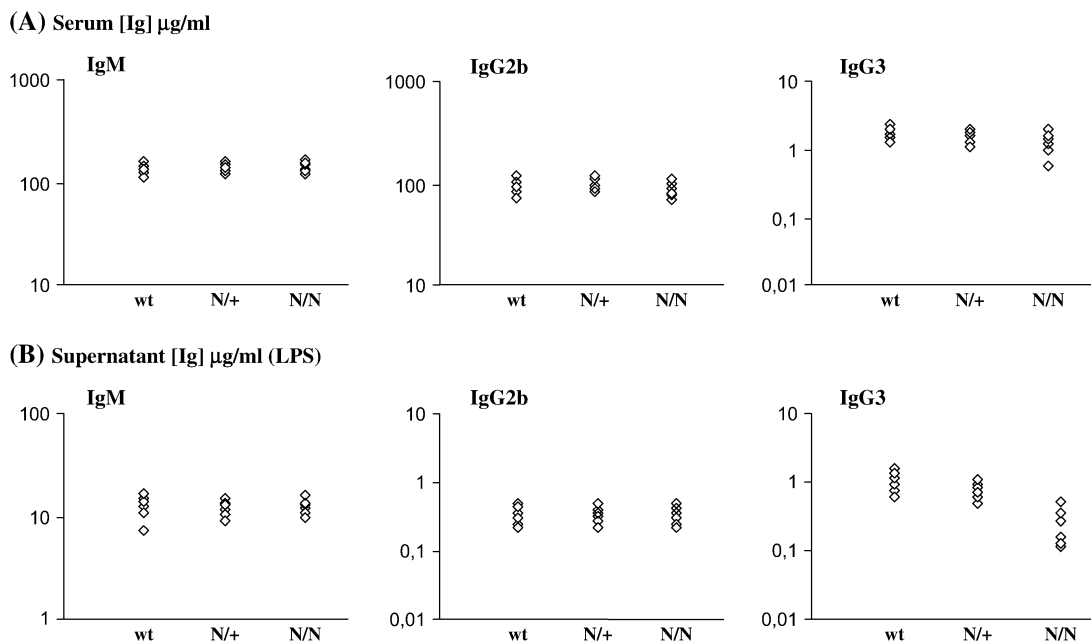 (A) Serum [Ig] μg/ml
IgM
1000
100
10
wt N/+ N/N
IgG2b
1000
100
10
wt N/+ N/N
IgG3
10
1
0,1
0,01
wt N/+ N/N
(B) Supernatant [Ig] μg/ml (LPS)
IgM
100
10
1
wt N/+ N/N
IgG2b
10
1
0,1
0,01
wt N/+ N/N
IgG3
10
1
0,1
0,01
wt N/+ N/N